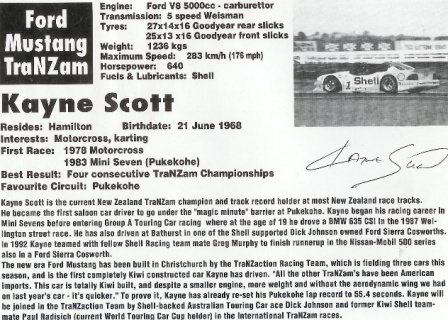 Ford
Mustang
TraNZam
Engine: Ford V8 5000cc - carburettor
Transmission: 5 speed Weisman
Tyres: 27x14x16 Goodyear rear slicks
25x13 x16 Goodyear front slicks
Weight: 1236 kgs
Maximum Speed: 283 km/h (176 mph)
Horsepower: 640
Fuels & Lubricants: Shell
Shell
1
Kayne Scott
Resides: Hamilton Birthdate: 21 June 1968
Interests: Motorcross, karting
First Race: 1978 Motorcross
1983 Mini Seven (Pukekohe)
Best Result: Four consecutive TraNZam Championships
Favourite Circuit: Pukekohe
Kayne Scott
Kayne Scott is the current New Zealand TraNZam champion and track record holder at most New Zealand race tracks.
He became the first saloon car driver to go under the "magic minute" barrier at Pukekohe. Kayne began his racing career in
Mini Sevens before entering Group A Touring Car racing where at the age of 19 he drove a BMW 635 CSI in the 1987 Wel-
lington street race. He has also driven at Bathurst in one of the Shell supported Dick Johnson owned Ford Sierra Cosworths.
In 1992 Kayne teamed with fellow Shell Racing team mate Greg Murphy to finish runnerup in the Nissan-Mobil 500 series
also in a Ford Sierra Cosworth.
The new era Ford Mustang has been built in Christchurch by the TraNZaction Racing Team, which is fielding three cars this
season, and is the first completely Kiwi constructed car Kayne has driven. "All the other TraNZam's have been American
imports. This car is totally Kiwi built, and despite a smaller engine, more weight and without the aerodynamic wing we had
on last year's car - it's quicker." To prove it, Kayne has already re-set his Pukekohe lap record to 55.4 seconds. Kayne will
be joined in the TraNZaction Team by Shell-backed Australian Touring Car ace Dick Johnson and former Kiwi Shell team-
mate Paul Radisich (current World Touring Car Cup holder) in the International TraNZam races.